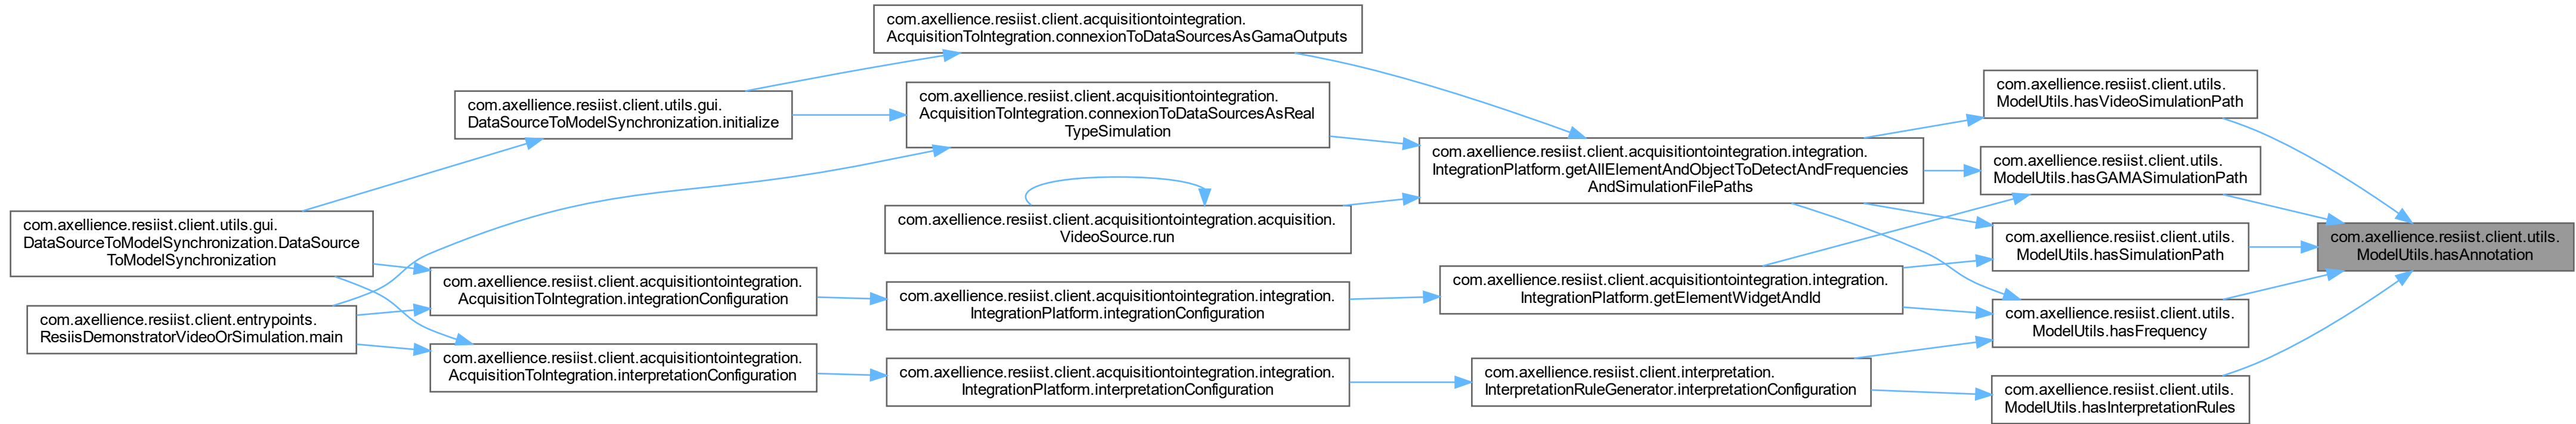 com.axellience.resiist.client.acquisitiontointegration.
AcquisitionToIntegration.connexionToDataSourcesAsGamaOutputs
com.axellience.resiist.client.utils.
ModelUtils.hasVideoSimulationPath
com.axellience.resiist.client.utils.gui.
DataSourceToModelSynchronization.initialize
com.axellience.resiist.client.acquisitiontointegration.
AcquisitionToIntegration.connexionToDataSourcesAsReal
TypeSimulation
com.axellience.resiist.client.acquisitiontointegration.integration.
IntegrationPlatform.getAllElementAndObjectToDetectAndFrequencies
AndSimulationFilePaths
com.axellience.resiist.client.utils.
ModelUtils.hasGAMASimulationPath
com.axellience.resiist.client.utils.gui.
DataSourceToModelSynchronization.DataSource
ToModelSynchronization
com.axellience.resiist.client.acquisitiontointegration.acquisition.
VideoSource.run
com.axellience.resiist.client.utils.
ModelUtils.hasSimulationPath
com.axellience.resiist.client.utils.
ModelUtils.hasAnnotation
com.axellience.resiist.client.acquisitiontointegration.
AcquisitionToIntegration.integrationConfiguration
com.axellience.resiist.client.acquisitiontointegration.integration.
IntegrationPlatform.integrationConfiguration
com.axellience.resiist.client.acquisitiontointegration.integration.
IntegrationPlatform.getElementWidgetAndId
com.axellience.resiist.client.entrypoints.
ResiisDemonstratorVideoOrSimulation.main
com.axellience.resiist.client.utils.
ModelUtils.hasFrequency
com.axellience.resiist.client.acquisitiontointegration.
AcquisitionToIntegration.interpretationConfiguration
com.axellience.resiist.client.acquisitiontointegration.integration.
IntegrationPlatform.interpretationConfiguration
com.axellience.resiist.client.interpretation.
InterpretationRuleGenerator.interpretationConfiguration
com.axellience.resiist.client.utils.
ModelUtils.hasInterpretationRules